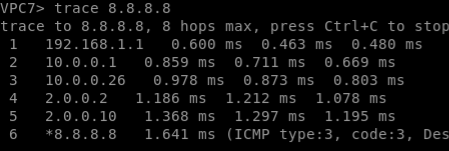 VPC7> trace 8.8.8.8
trace to 8.8.8.8, 8 hops max, press Ctrl+C to stop
1 192.168.1.1 0.600 ms 0.463 ms 0.480 ms
2 10.0.0.1 0.859 ms 0.711 ms 0.669 ms
3 10.0.0.26 0.978 ms 0.873 ms 0.803 ms
4 2.0.0.2 1.186 ms 1.212 ms 1.078 ms
5 2.0.0.10 1.368 ms 1.297 ms 1.195 ms
6 *8.8.8.8 1.641 ms (ICMP type:3, code:3, Des